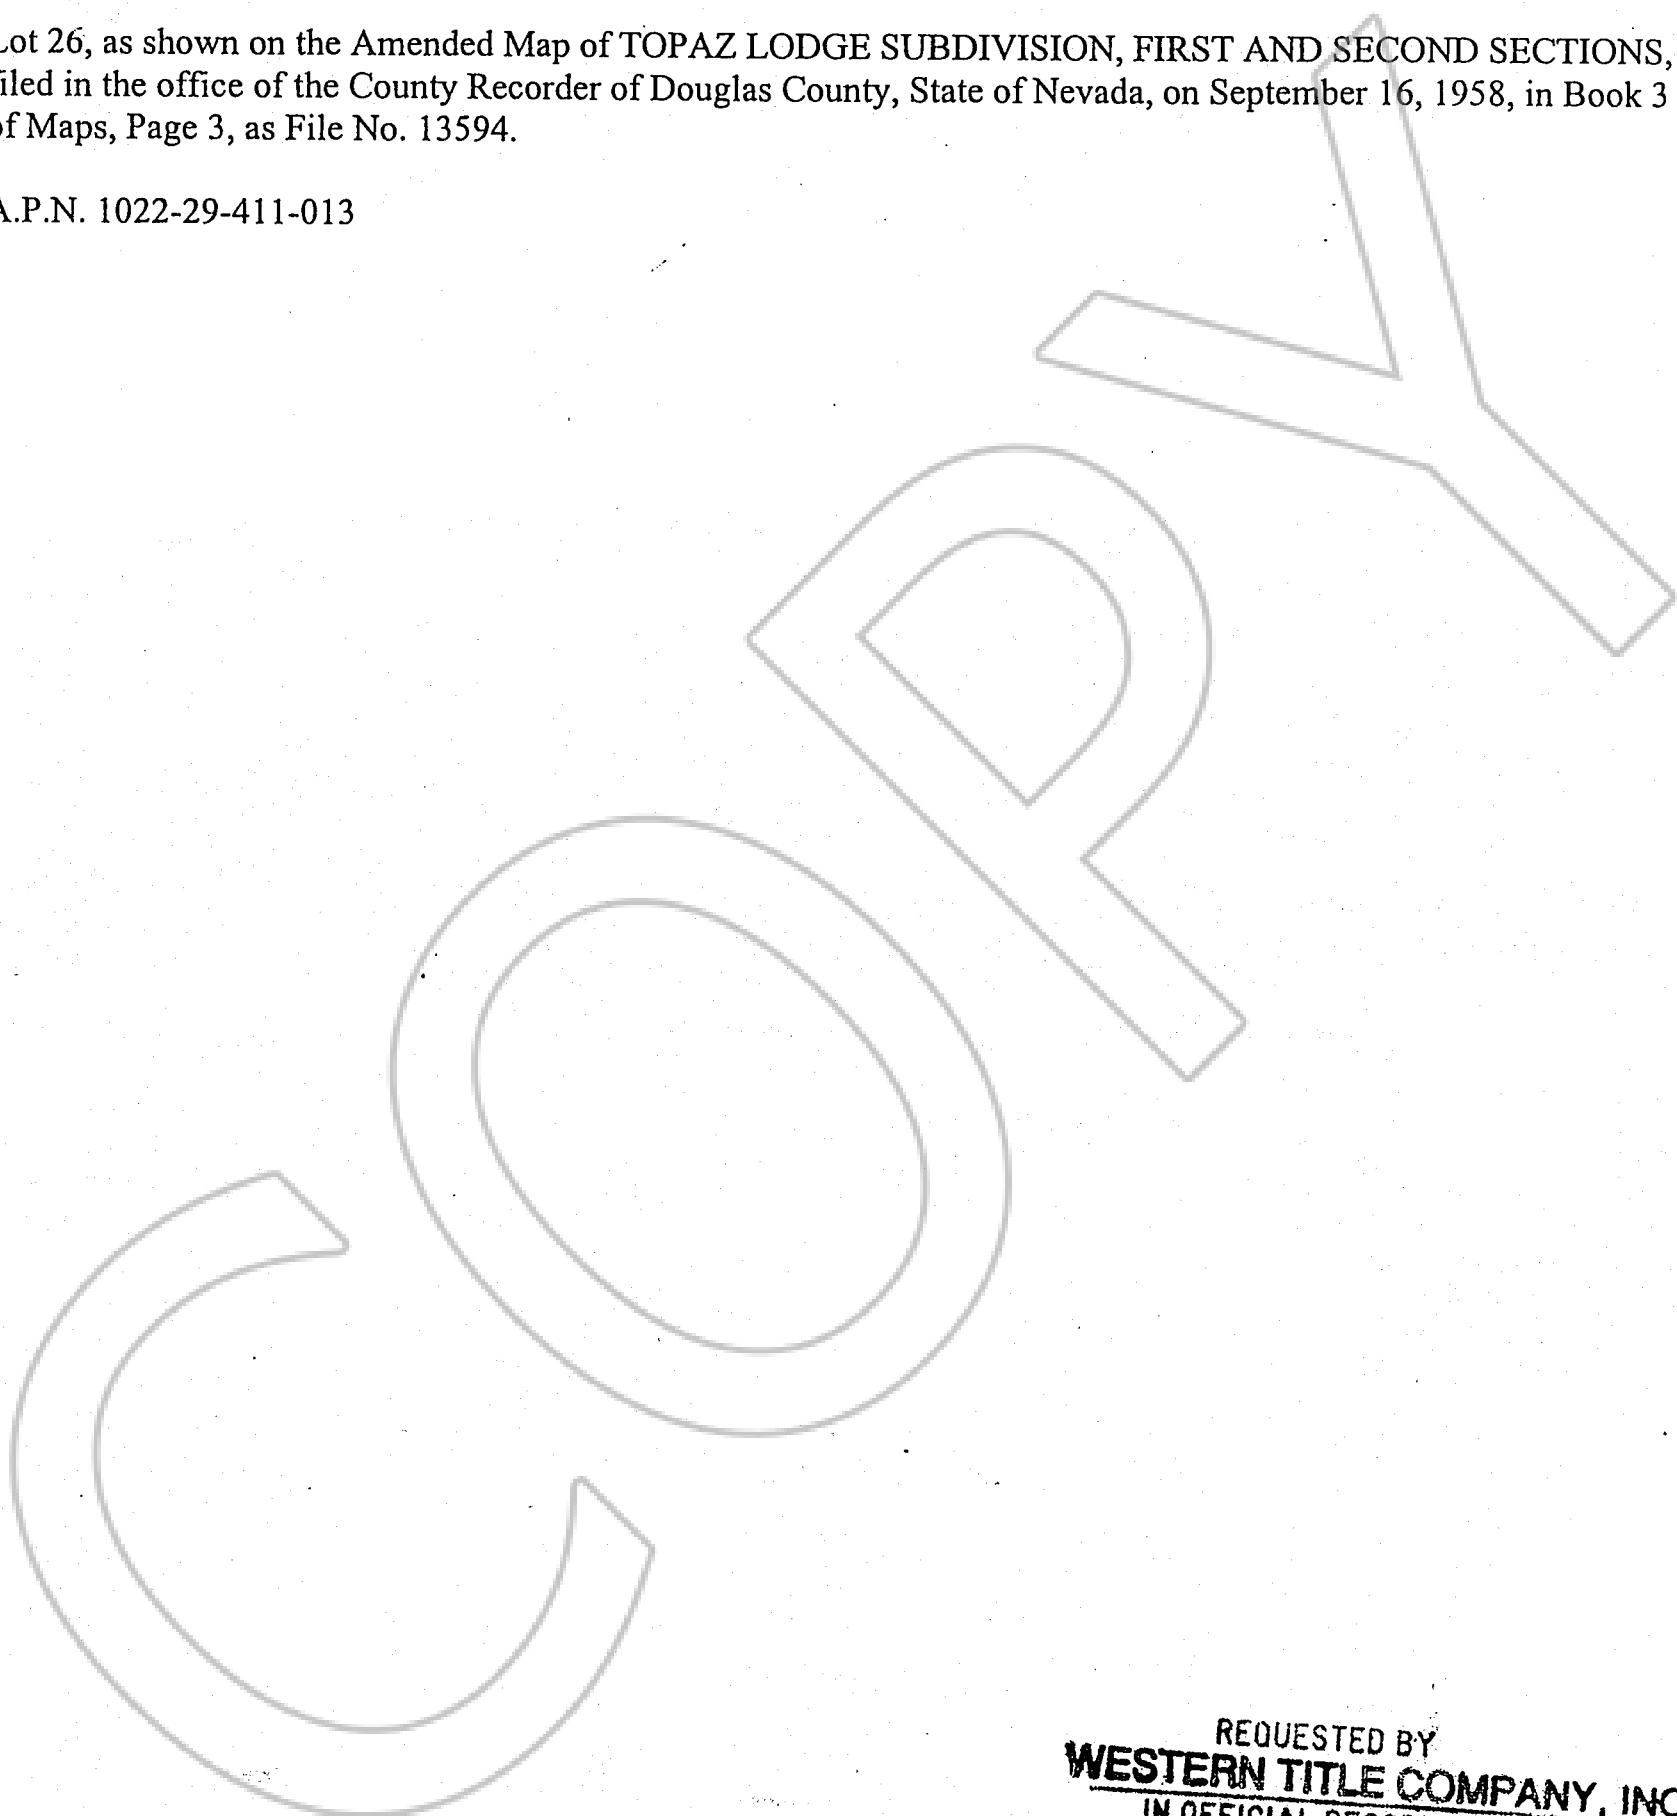 Lot 26, as shown on the Amended Map of TOPAZ LODGE SUBDIVISION, FIRST AND SECOND SECTIONS,
filed in the office of the County Recorder of Douglas County, State of Nevada, on September 16, 1958, in Book 3
of Maps, Page 3, as File No. 13594.
A.P.N. 1022-29-411-013
COPY
REQUESTED BY
WESTERN TITLE COMPANY, INC
IN OFFICIAL